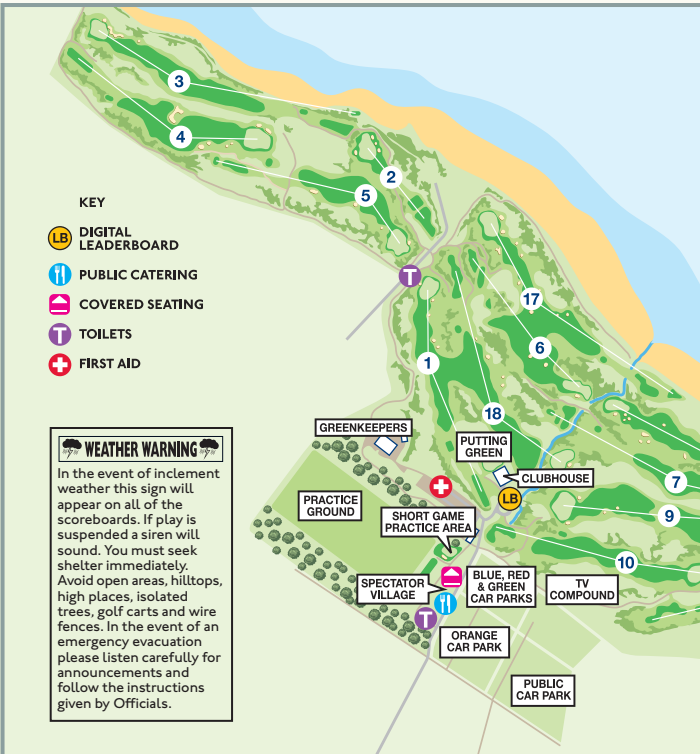 3
4
2
5
KEY
LB DIGITAL
LEADERBOARD
PUBLIC CATERING
COVERED SEATING
T TOILETS
FIRST AID
T
17
6
1
18
7
9
10
GREENKEEPERS
PUTTING
GREEN
CLUBHOUSE
LB
PRACTICE
GROUND
SHORT GAME
PRACTICE AREA
SPECTATOR
VILLAGE
BLUE, RED
& GREEN
CAR PARKS
TV
COMPOUND
T
ORANGE
CAR PARK
PUBLIC
CAR PARK
WEATHER WARNING
In the event of inclement
weather this sign will
appear on all of the
scoreboards. If play is
suspended a siren will
sound. You must seek
shelter immediately.
Avoid open areas, hilltops,
high places, isolated
trees, golf carts and wire
fences. In the event of an
emergency evacuation
please listen carefully for
announcements and
follow the instructions
given by Officials.